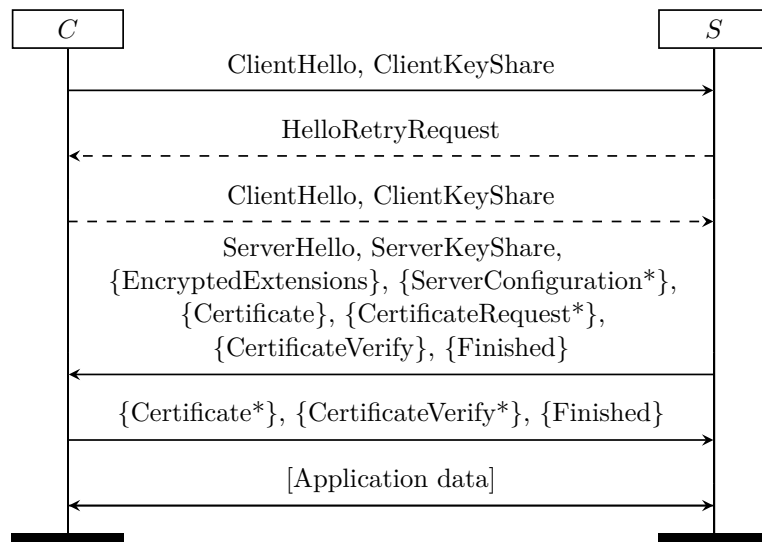 C
S
ClientHello, ClientKeyShare
HelloRetryRequest
ClientHello, ClientKeyShare
ServerHello, ServerKeyShare,
{EncryptedExtensions}, {ServerConfiguration*},
{Certificate}, {CertificateRequest*},
{CertificateVerify}, {Finished}
{Certificate*}, {CertificateVerify*}, {Finished}
[Application data]